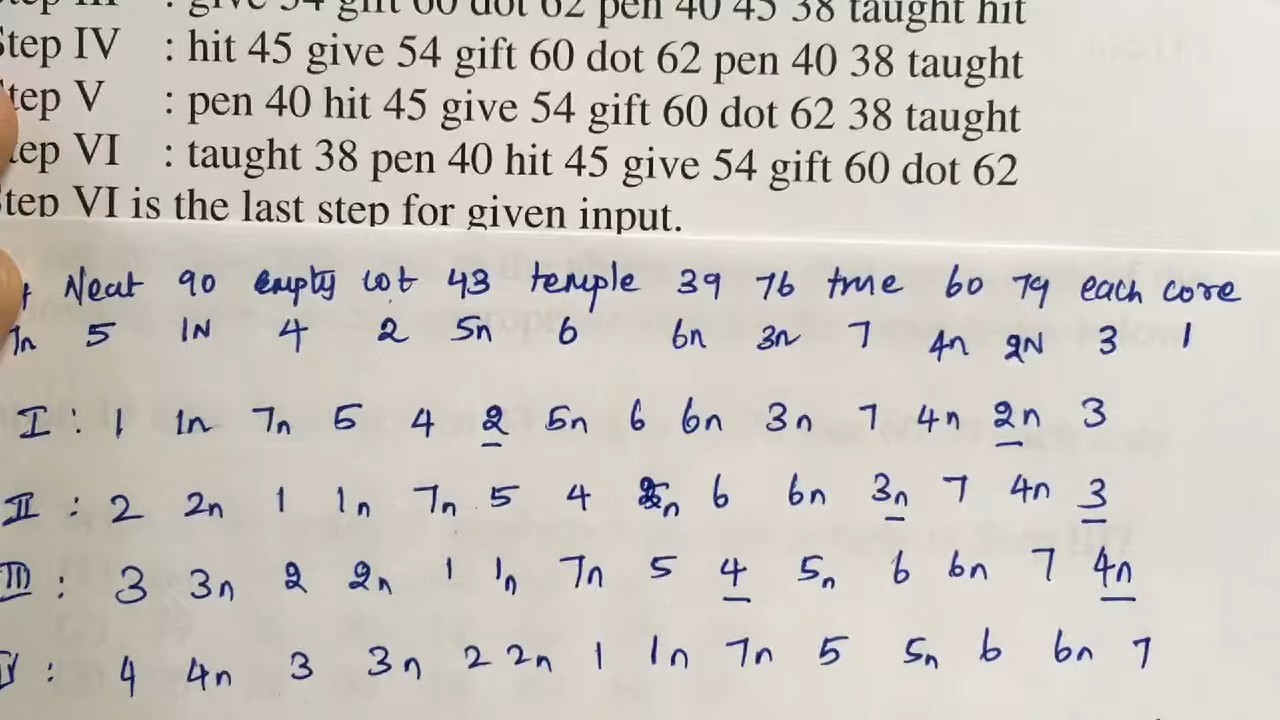 tep III : give 54 gift 60 dot 62 pen 40 45 38 taught hit
Step IV : hit 45 give 54 gift 60 dot 62 pen 40 38 taught
tep V : pen 40 hit 45 give 54 gift 60 dot 62 38 taught
tep VI : taught 38 pen 40 hit 45 give 54 gift 60 dot 62
tep VI is the last step for given input.
Neat 90 empty cot 43 temple 39 76 true 60 79 each core
7n 5 1N 4 2 5n 6 6n 3n 7 4n 2N 3 1
I : 1 1n 7n 5 4 2 5n 6 6n 3n 7 4n 2n 3
II : 2 2n 1 1n 7n 5 4 5n 6 6n 3n 7 4n 3
III : 3 3n 2 2n 1 1n 7n 5 4 5n 6 6n 7 4n
IV : 4 4n 3 3n 2 2n 1 1n 7n 5 5n 6 6n 7